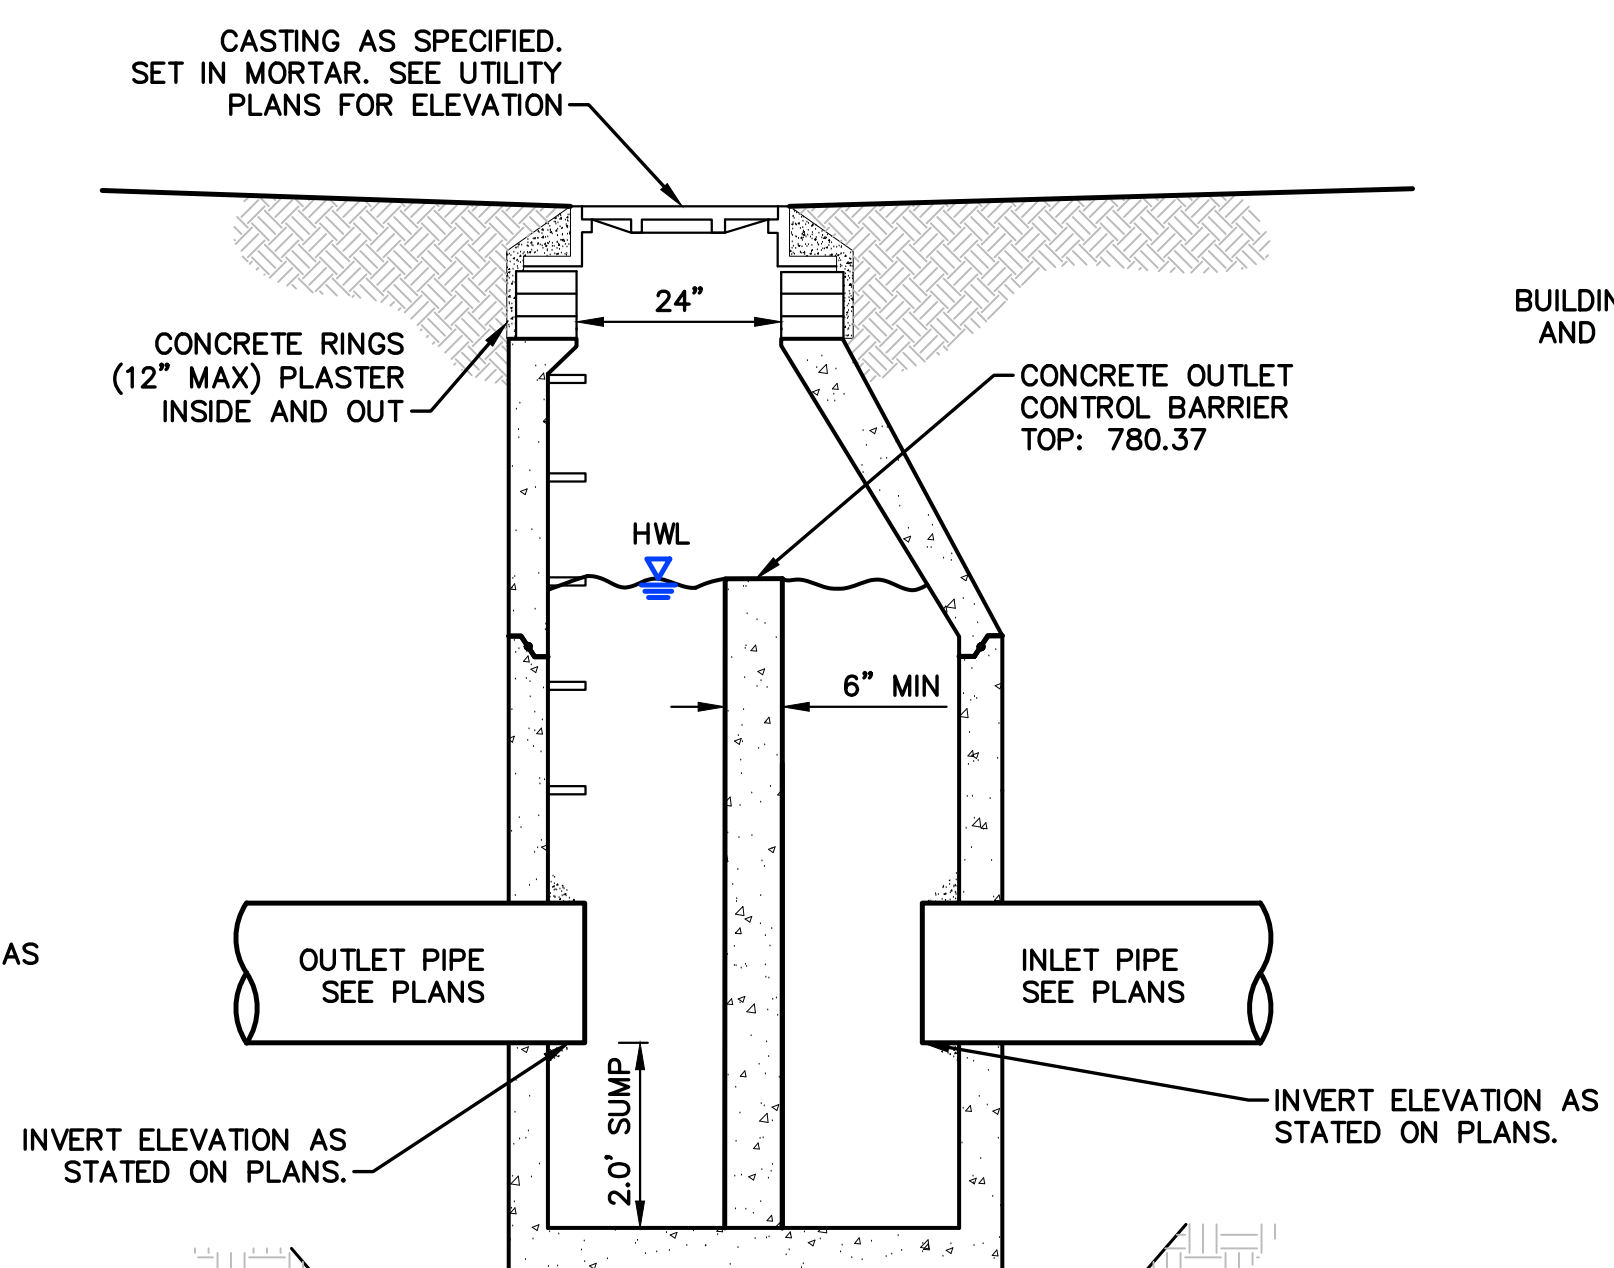 CASTING AS SPECIFIED.
SET IN MORTAR. SEE UTILITY
PLANS FOR ELEVATION
24”
CONCRETE RINGS
(12” MAX) PLASTER
INSIDE AND OUT
CONCRETE OUTLET
CONTROL BARRIER
TOP: 780.37
AND
HWL
6” MIN
AS
OUTLET PIPE
SEE PLANS
INLET PIPE
SEE PLANS
2.0' SUMP
INVERT ELEVATION AS
STATED ON PLANS.
INVERT ELEVATION AS
STATED ON PLANS.